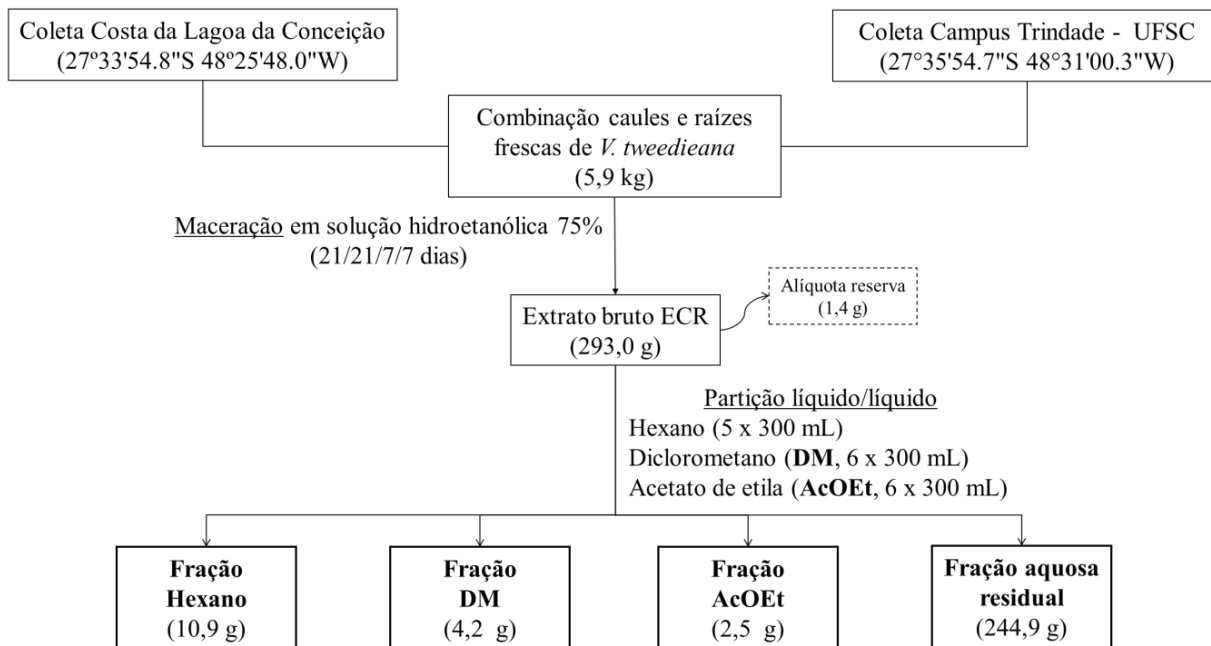 Coleta Costa da Lagoa da Conceição
(27º33'54.8"S 48º25'48.0"W)
Coleta Campus Trindade - UFSC
(27°35'54.7"S 48°31'00.3"W)
Combinação caules e raízes
frescas de V. tweedieana
(5,9 kg)
Maceração em solução hidroetanólica 75%
(21/21/7/7 dias)
Alíquota reserva
(1,4 g)
Extrato bruto ECR
(293,0 g)
Partição líquido/líquido
Hexano (5 x 300 mL)
Diclorometano (DM, 6 x 300 mL)
Acetato de etila (AcOEt, 6 x 300 mL)
Fração
Hexano
(10,9 g)
Fração
DM
(4,2 g)
Fração
AcOEt
(2,5 g)
Fração aquosa
residual
(244,9 g)